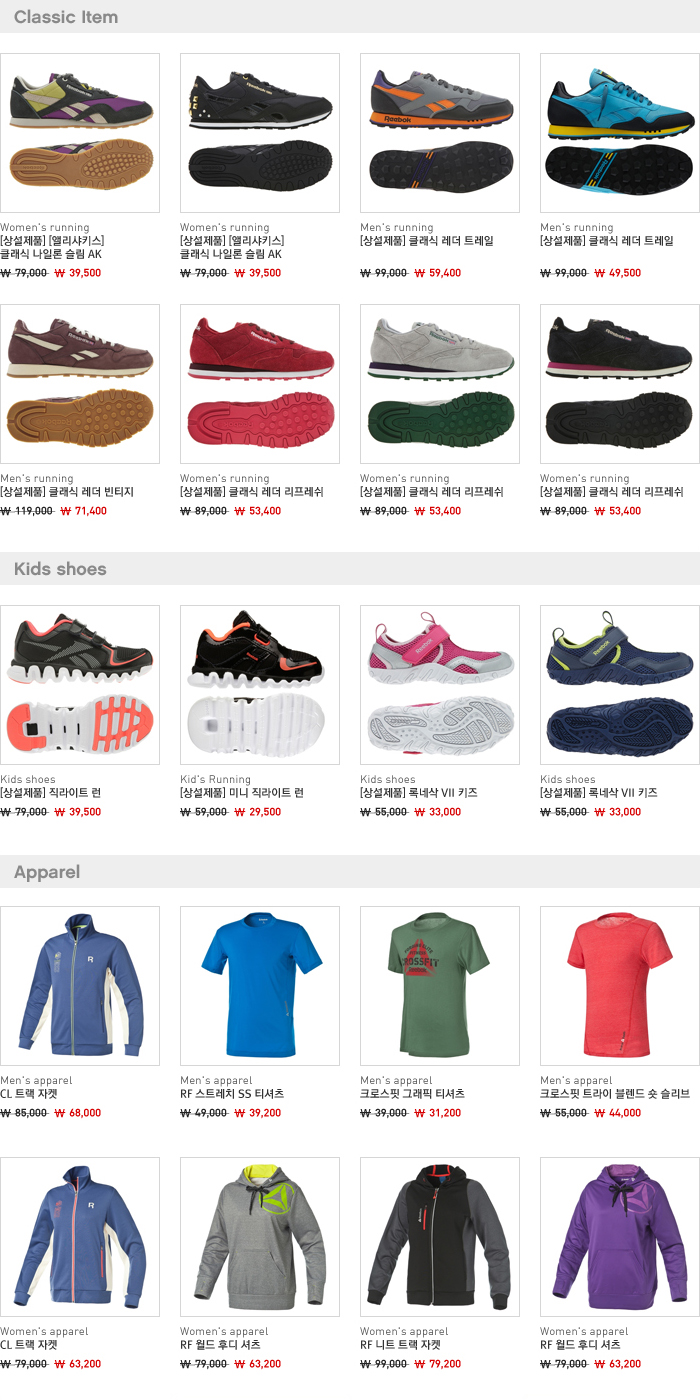 Classic Item
Women's running
[상설제품] [앨리샤키스]
클래식 나일론 슬림 AK
₩ 79,000 ₩ 39,500
Women's running
[상설제품] [앨리샤키스]
클래식 나일론 슬림 AK
₩ 79,000 ₩ 39,500
Men's running
[상설제품] 클래식 레더 트레일
₩ 99,000 ₩ 59,400
Men's running
[상설제품] 클래식 레더 트레일
₩ 99,000 ₩ 49,500
Men's running
[상설제품] 클래식 레더 빈티지
₩ 119,000 ₩ 71,400
Women's running
[상설제품] 클래식 레더 리프레쉬
₩ 89,000 ₩ 53,400
Women's running
[상설제품] 클래식 레더 리프레쉬
₩ 89,000 ₩ 53,400
Women's running
[상설제품] 클래식 레더 리프레쉬
₩ 89,000 ₩ 53,400
Kids shoes
Kids shoes
[상설제품] 직라이트 런
₩ 79,000 ₩ 39,500
Kid's Running
[상설제품] 미니 직라이트 런
₩ 59,000 ₩ 29,500
Kids shoes
[상설제품] 록네삭 VII 키즈
₩ 55,000 ₩ 33,000
Kids shoes
[상설제품] 록네삭 VII 키즈
₩ 55,000 ₩ 33,000
Apparel
R
CROSSFIT
Men's apparel
CL 트랙 자켓
₩ 85,000 ₩ 68,000
Men's apparel
RF 스트레치 SS 티셔츠
₩ 49,000 ₩ 39,200
Men's apparel
크로스핏 그래픽 티셔츠
₩ 39,000 ₩ 31,200
Men's apparel
크로스핏 트라이 블렌드 숏 슬리브
₩ 55,000 ₩ 44,000
R
Women's apparel
CL 트랙 자켓
₩ 79,000 ₩ 63,200
Women's apparel
RF 월드 후디 셔츠
₩ 79,000 ₩ 63,200
Women's apparel
RF 니트 트랙 자켓
₩ 99,000 ₩ 79,200
Women's apparel
RF 월드 후디 셔츠
₩ 79,000 ₩ 63,200